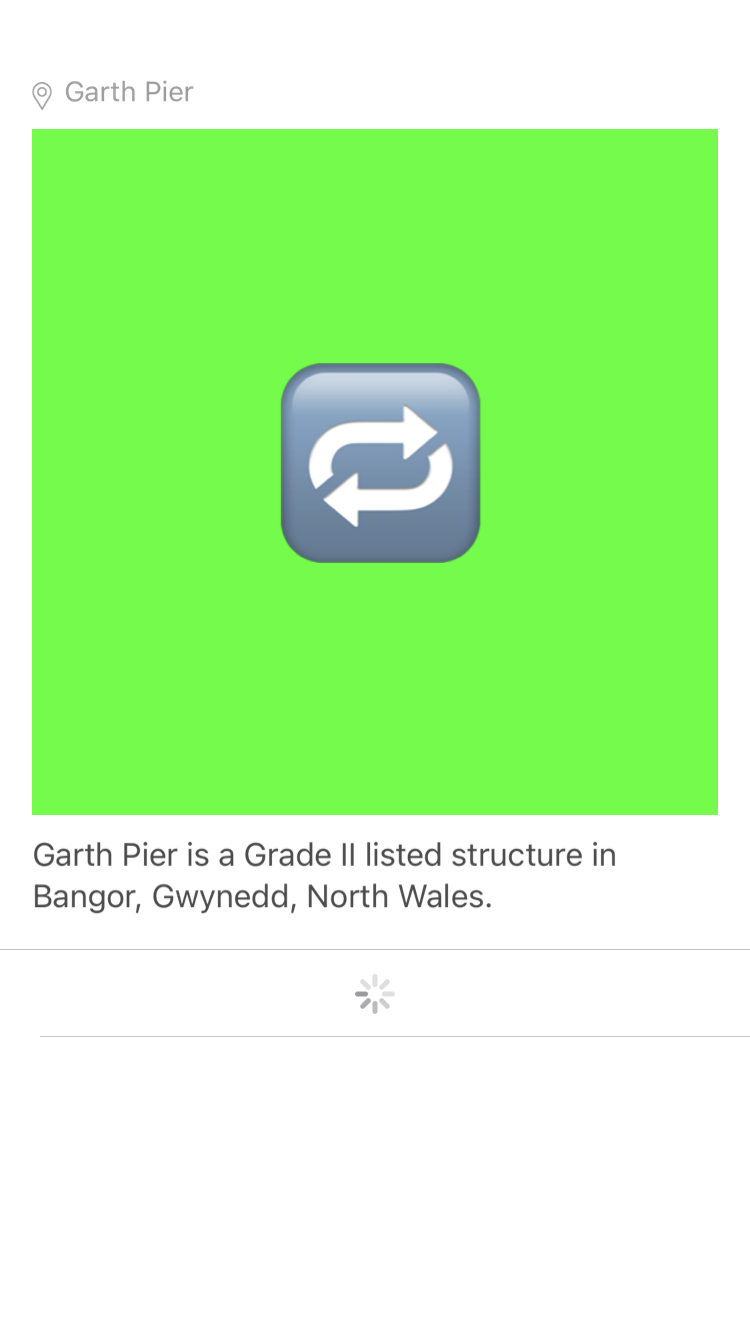 Garth Pier
Garth Pier is a Grade II listed structure in
Bangor, Gwynedd, North Wales.